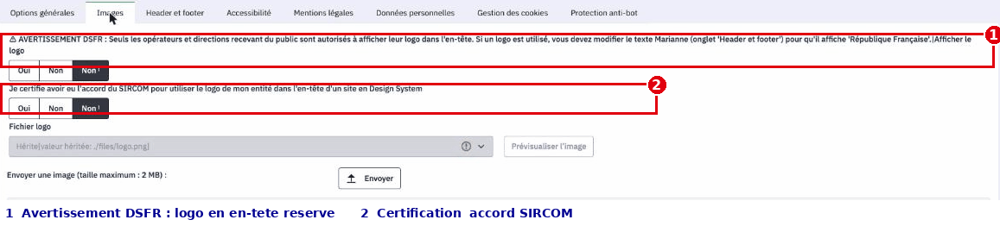 Options générales Images Header et footer Accessibilité Mentions légales Données personnelles Gestion des cookies Protection anti-bot
1
⚠ AVERTISSEMENT DSFR : Seuls les opérateurs et directions recevant du public sont autorisés à afficher leur logo dans l'en-tête. Si un logo est utilisé, vous devez modifier le texte Marianne (onglet 'Header et footer') pour qu'il affiche 'République Française'.|Afficher le
logo
Oui Non Non ᴵ
2
Je certifie avoir eu l'accord du SIRCOM pour utiliser le logo de mon entité dans l'en-tête d'un site en Design System
Oui Non Non ᴵ
Fichier logo
Hérite[valeur héritée: ./files/logo.png] Prévisualiser l'image
Envoyer une image (taille maximum : 2 MB) : Envoyer
1 Avertissement DSFR : logo en en-tete reserve 2 Certification accord SIRCOM